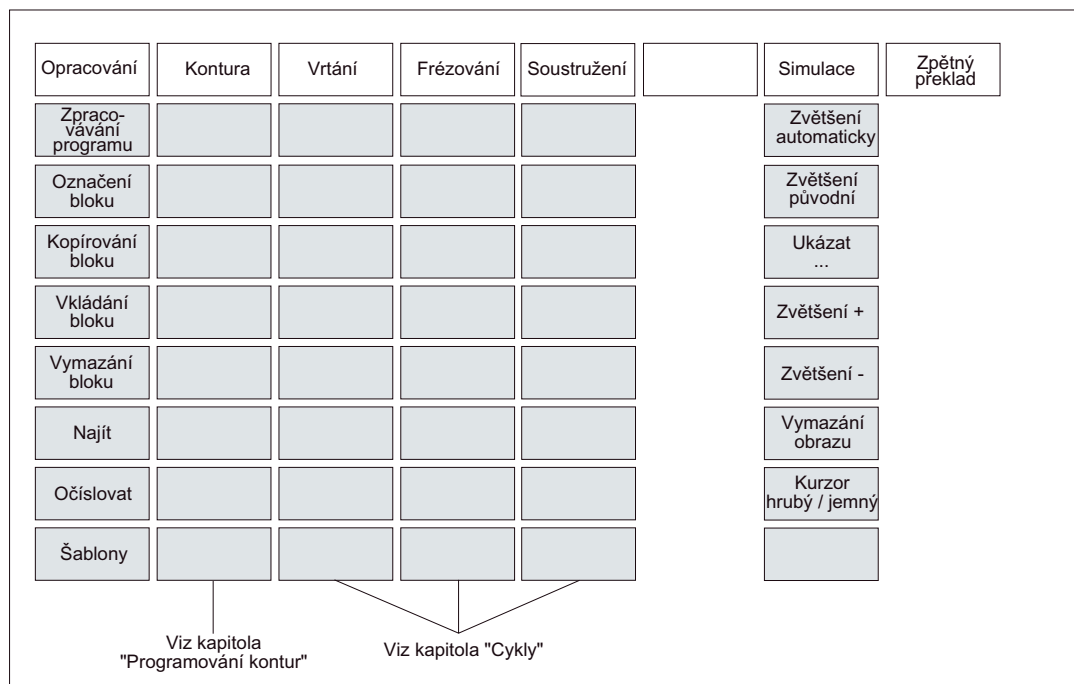 Opracování
Kontura
Vrtání
Frézování
Soustružení
Simulace
Zpětný
překlad
Zpraco-
vávání
programu
Zvětšení
automaticky
Označení
bloku
Zvětšení
původní
Kopírování
bloku
Ukázat
...
Vkládání
bloku
Zvětšení +
Vymazání
bloku
Zvětšení -
Najít
Vymazání
obrazu
Očíslovat
Kurzor
hrubý / jemný
Šablony
Viz kapitola
"Programování kontur"
Viz kapitola "Cykly"